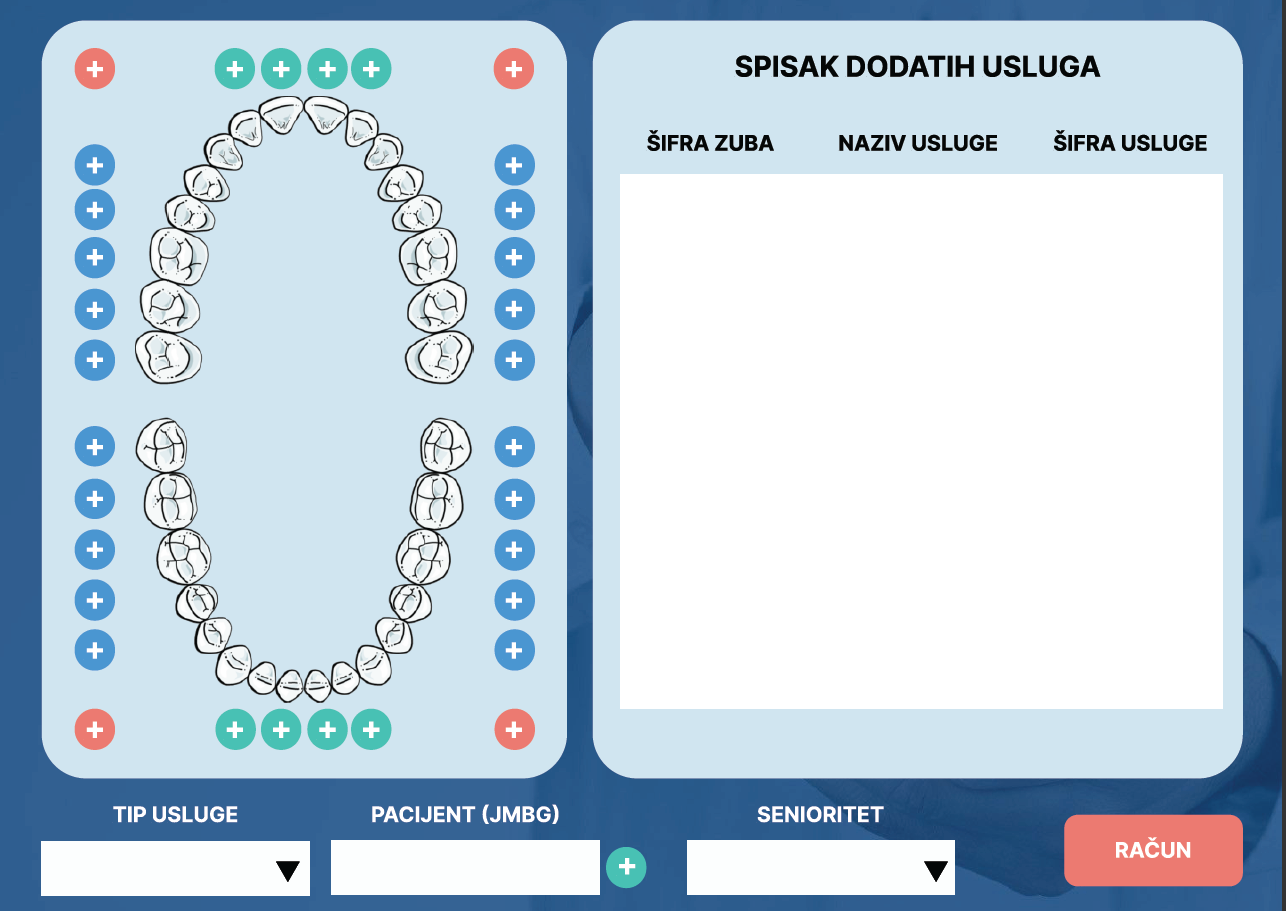 SPISAK DODATIH USLUGA
ŠIFRA ZUBA NAZIV USLUGE ŠIFRA USLUGE
TIP USLUGE PACIJENT (JMBG) SENIORITET
RAČUN